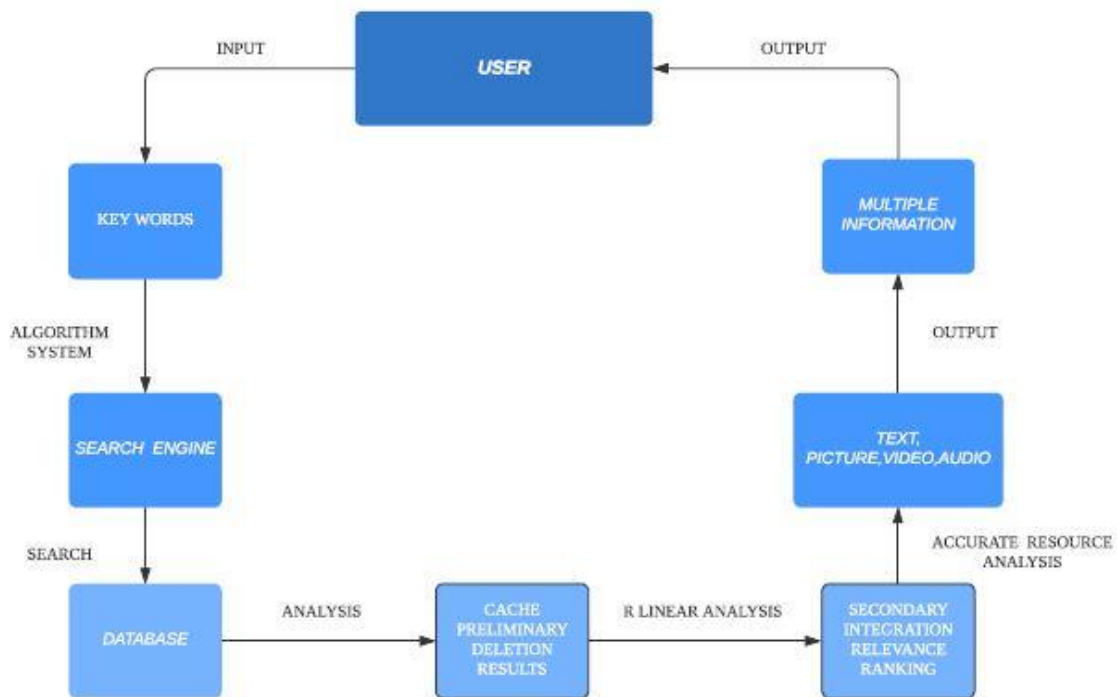 INPUT
USER
OUTPUT
KEY WORDS
MULTIPLE
INFORMATION
ALGORITHM
SYSTEM
OUTPUT
SEARCH ENGINE
TEXT,
PICTURE,VIDEO,AUDIO
SEARCH
ACCURATE RESOURCE
ANALYSIS
DATABASE
ANALYSIS
CACHE
PRELIMINARY
DELETION
RESULTS
R LINEAR ANALYSIS
SECONDARY
INTEGRATION
RELEVANCE
RANKING